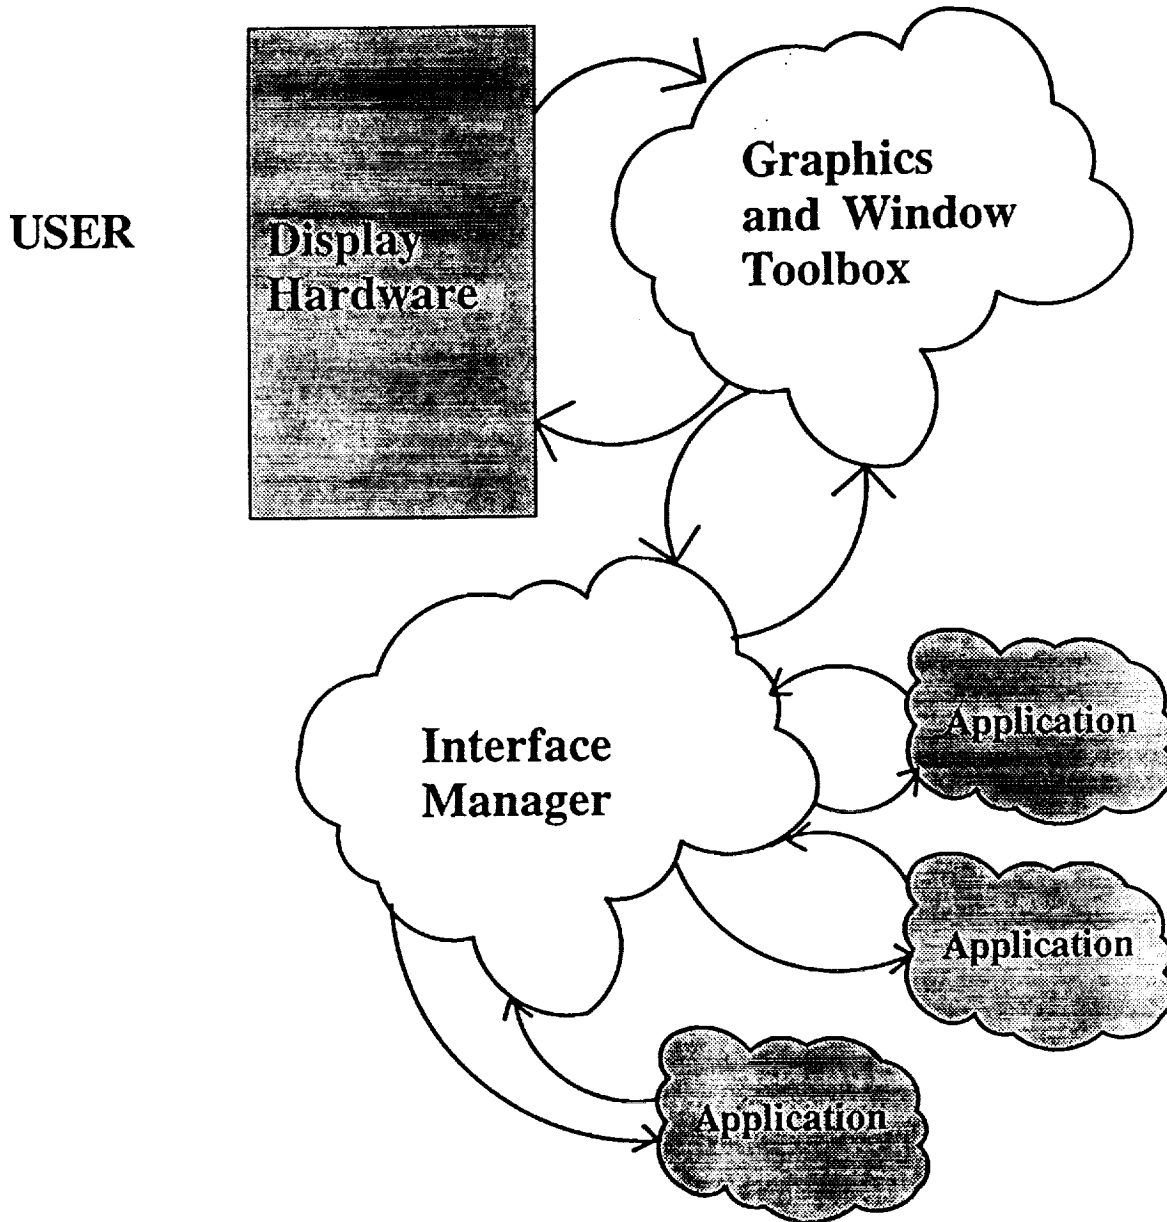 USER
Display
Hardware
Graphics
and Window
Toolbox
Interface
Manager
Application
Application
Application